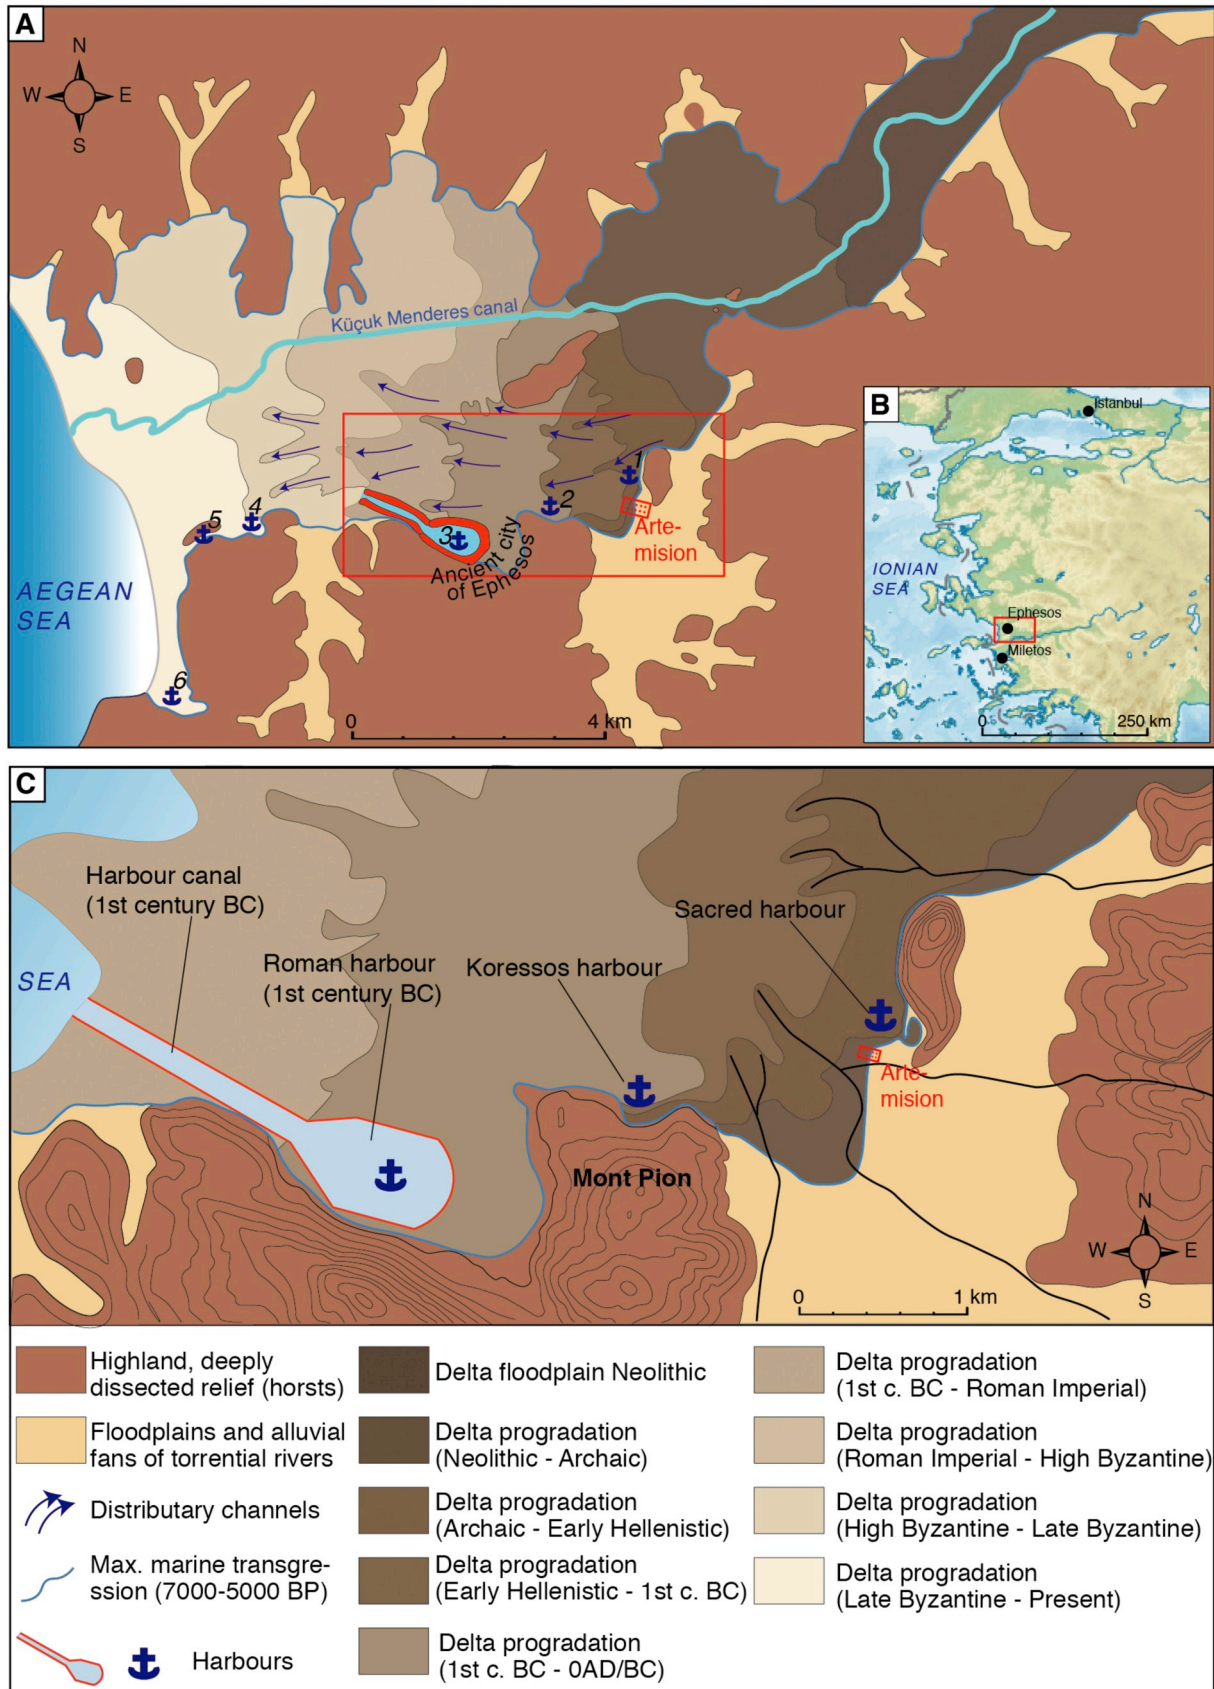 A
N
W E
S
Küçuk Menderes canal
1
2
3
4
5
6
Arte-
mision
Ancient city
of Ephesos
AEGEAN
SEA
0 4 km
B
Istanbul
IONIAN
SEA
Ephesos
Miletos
0 250 km
C
Harbour canal
(1st century BC)
SEA
Roman harbour
(1st century BC)
Koressos harbour
Sacred harbour
Arte-
mision
Mont Pion
N
W E
S
0 1 km
Highland, deeply
dissected relief (horsts)
Floodplains and alluvial
fans of torrential rivers
Distributary channels
Max. marine transgre-
ssion (7000-5000 BP)
Harbours
Delta floodplain Neolithic
Delta progradation
(Neolithic - Archaic)
Delta progradation
(Archaic - Early Hellenistic)
Delta progradation
(Early Hellenistic - 1st c. BC)
Delta progradation
(1st c. BC - 0AD/BC)
Delta progradation
(1st c. BC - Roman Imperial)
Delta progradation
(Roman Imperial - High Byzantine)
Delta progradation
(High Byzantine - Late Byzantine)
Delta progradation
(Late Byzantine - Present)